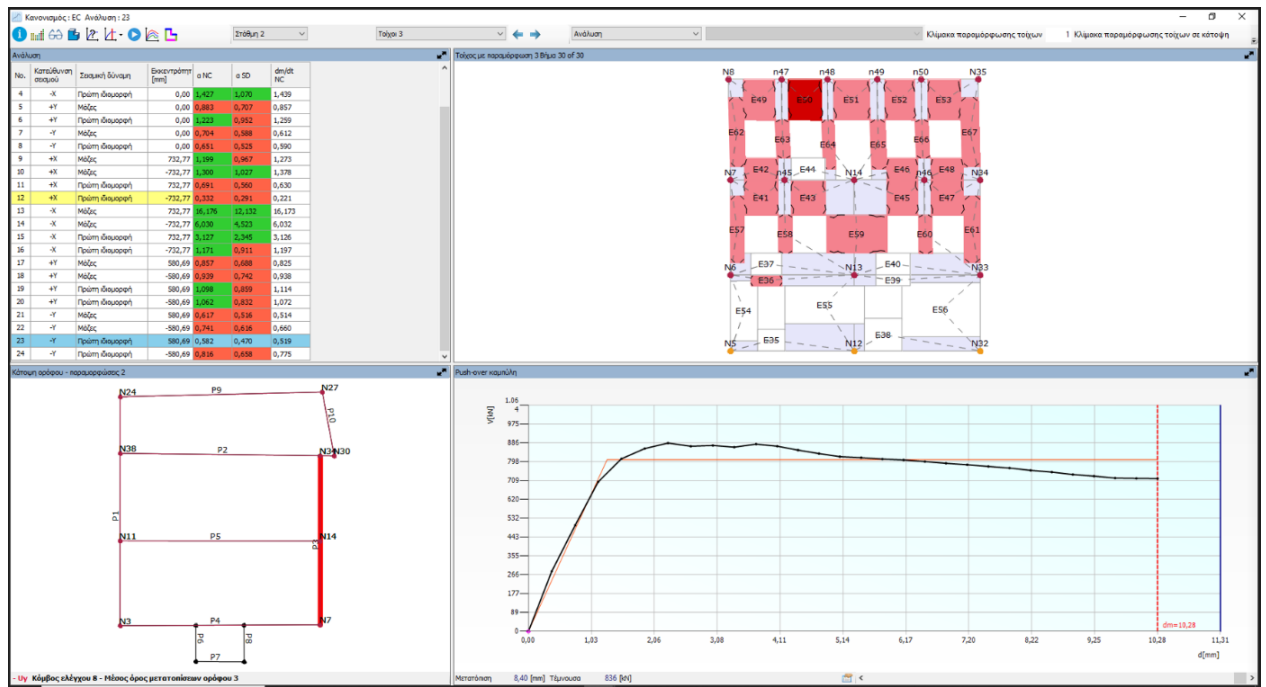 Κανονισμός : EC Ανάλυση : 23
Στάθμη 2 Τοίχοι 3 Ανάλυση Κλίμακα παραμόρφωσης τοίχων 1 Κλίμακα παραμόρφωσης τοίχων σε κάτοψη
Ανάλυση
No. Κατεύθυνση σεισμού Σεισμική δύναμη Εκκεντρότητ [mm] α NC α SD dm/dt NC
4 -X Πρώτη ιδιομορφή 0,00 1,427 1,070 1,439
5 +Y Μάζες 0,00 0,883 0,707 0,857
6 +Y Πρώτη ιδιομορφή 0,00 1,223 0,952 1,259
7 -Y Μάζες 0,00 0,704 0,588 0,612
8 -Y Πρώτη ιδιομορφή 0,00 0,651 0,525 0,590
9 +X Μάζες 732,77 1,199 0,967 1,273
10 +X Μάζες -732,77 1,300 1,027 1,378
11 +X Πρώτη ιδιομορφή 732,77 0,691 0,560 0,630
12 +X Πρώτη ιδιομορφή -732,77 0,332 0,291 0,221
13 -X Μάζες 732,77 16,176 12,132 16,173
14 -X Μάζες -732,77 6,030 4,523 6,032
15 -X Πρώτη ιδιομορφή 732,77 3,127 2,345 3,126
16 -X Πρώτη ιδιομορφή -732,77 1,171 0,911 1,197
17 +Y Μάζες 580,69 0,857 0,688 0,825
18 +Y Μάζες -580,69 0,939 0,742 0,938
19 +Y Πρώτη ιδιομορφή 580,69 1,098 0,859 1,114
20 +Y Πρώτη ιδιομορφή -580,69 1,062 0,832 1,072
21 -Y Μάζες 580,69 0,617 0,516 0,514
22 -Y Μάζες -580,69 0,741 0,616 0,660
23 -Y Πρώτη ιδιομορφή 580,69 0,582 0,470 0,519
24 -Y Πρώτη ιδιομορφή -580,69 0,816 0,658 0,775
Τοίχος με παραμόρφωση 3 Βήμα 30 of 30
N8 n47 n48 n49 n50 N35
E49 E50 E51 E52 E53
E62 E63 E64 E65 E66 E67
N7 E42 n45 E44 N14 E46 n46 E48 N34
E41 E43 E45 E47
E57 E58 E59 E60 E61
N6 E37 N13 E40 N33
E36 E39
E54 E55 E56
N5 E35 N12 E38 N32
Κάτοψη ορόφου - παραμορφώσεις 2
N24 P9 N27
P10
N38 P2 N34 N30
P1
N11 P5 N14
P3
N3 P4 N7
P6 P8
P7
- Uy Κόμβος ελέγχου 8 - Μέσος όρος μετατοπίσεων ορόφου 3
Push-over καμπύλη
V[kN]
1.06
4
975
886
798
709
620
532
443
355
266
177
89
0
dm=10,28
0,00 1,03 2,06 3,08 4,11 5,14 6,17 7,20 8,22 9,25 10,28 11,31
d[mm]
Μετατόπιση 8,40 [mm] Τέμνουσα 836 [kN]